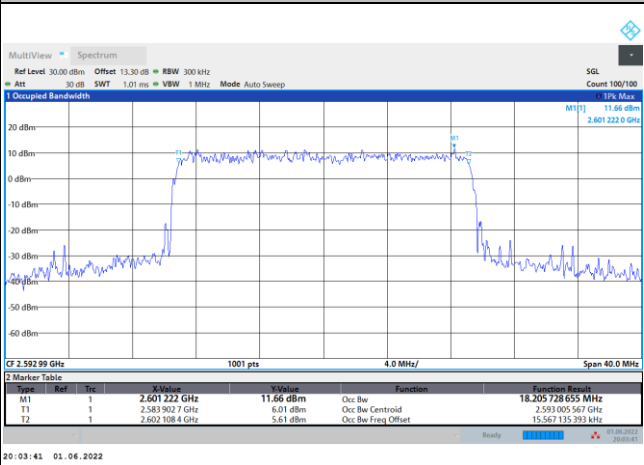 MultiView Spectrum
Ref Level 30.00 dBm Offset 13.30 dB RBW 300 kHz SGL
Att 30 dB SWT 1.01 ms VBW 1 MHz Mode Auto Sweep Count 100/100
1 Occupied Bandwidth 1Pk Max
M1[1] 11.66 dBm
2.601 222 0 GHz
20 dBm
M1
T1 T2
10 dBm
0 dBm
-10 dBm
-20 dBm
-30 dBm
-40 dBm
-50 dBm
-60 dBm
CF 2.592 99 GHz 1001 pts 4.0 MHz/ Span 40.0 MHz
2 Marker Table
Type Ref Trc X-Value Y-Value Function Function Result
M1 1 2.601 222 GHz 11.66 dBm Occ Bw 18.205 728 655 MHz
T1 1 2.583 902 7 GHz 6.01 dBm Occ Bw Centroid 2.593 005 567 GHz
T2 1 2.602 108 4 GHz 5.61 dBm Occ Bw Freq Offset 15.567 135 393 kHz
Ready 01.06.2022
20:03:41
20:03:41 01.06.2022